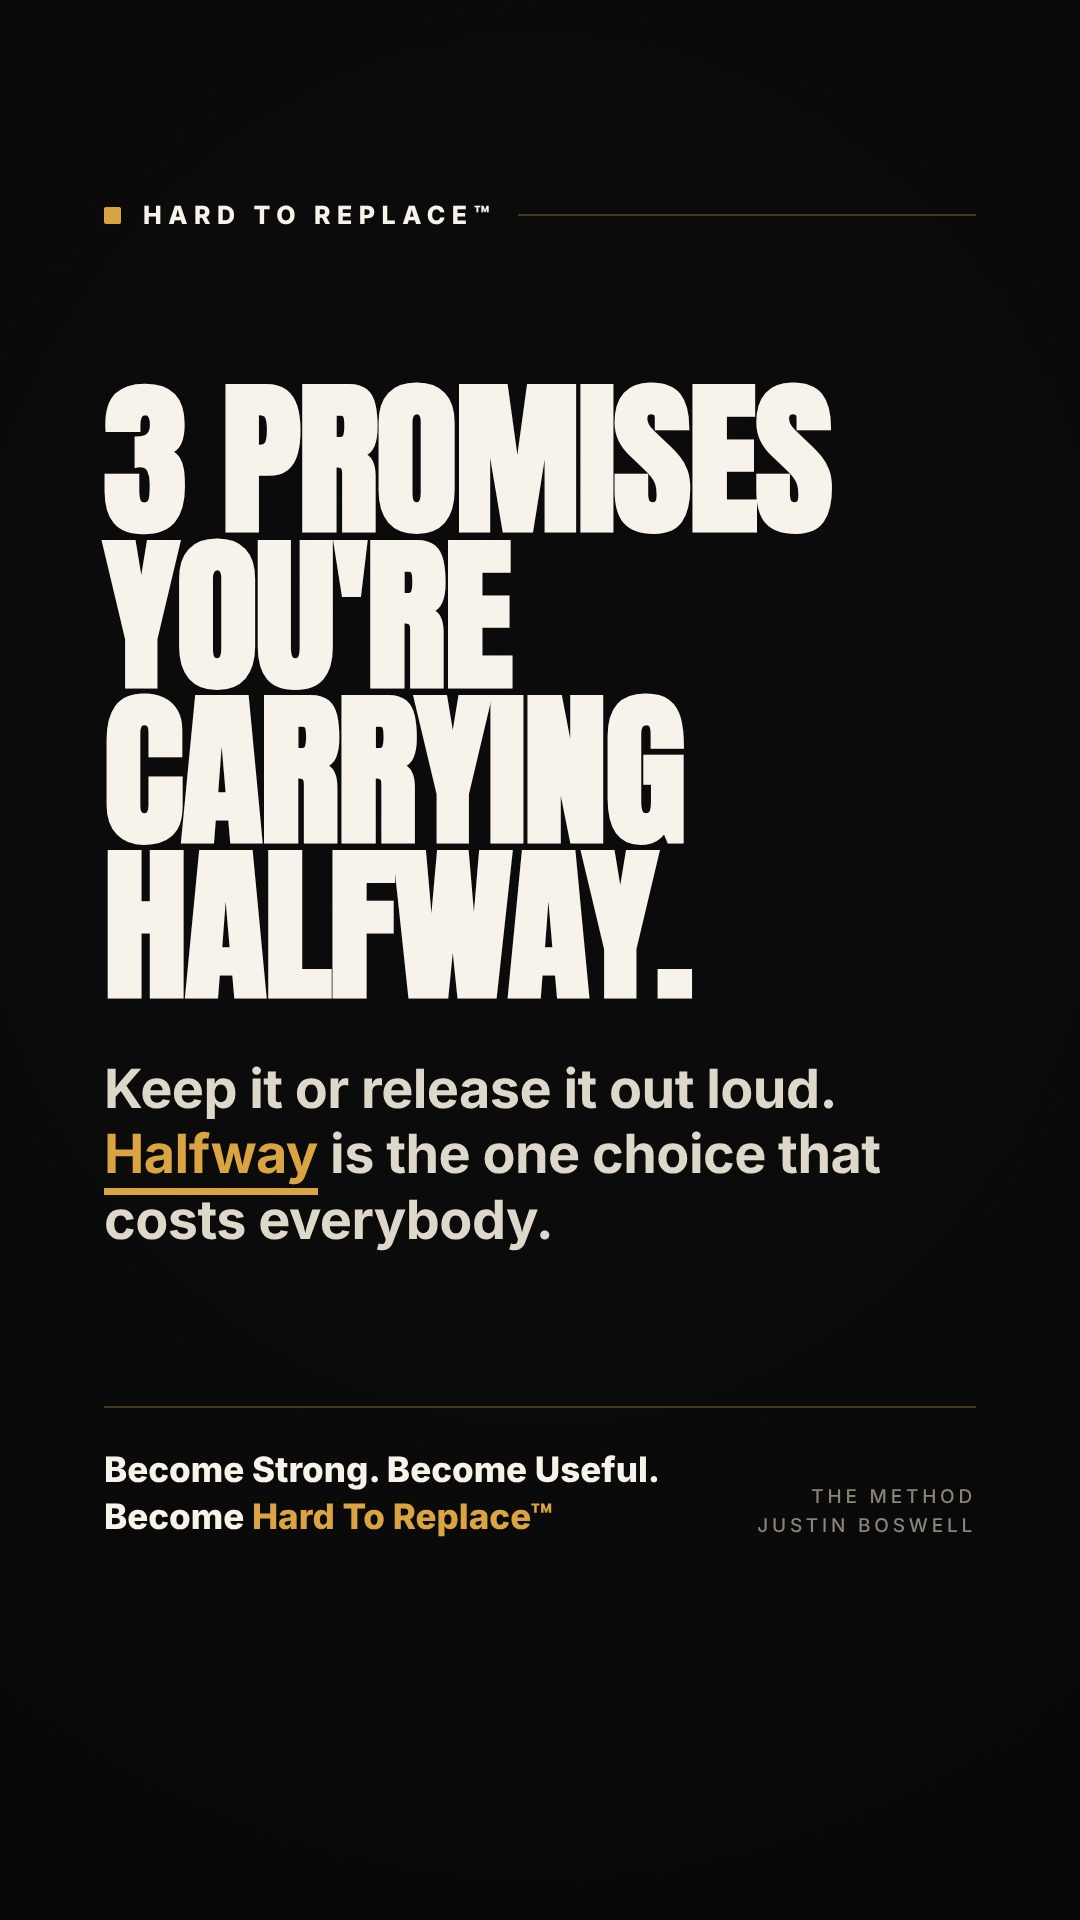 HARD TO REPLACE™
3 PROMISES
YOU'RE
CARRYING
HALFWAY.
Keep it or release it out loud.
Halfway is the one choice that
costs everybody.
Become Strong. Become Useful.
Become Hard To Replace™
THE METHOD
JUSTIN BOSWELL